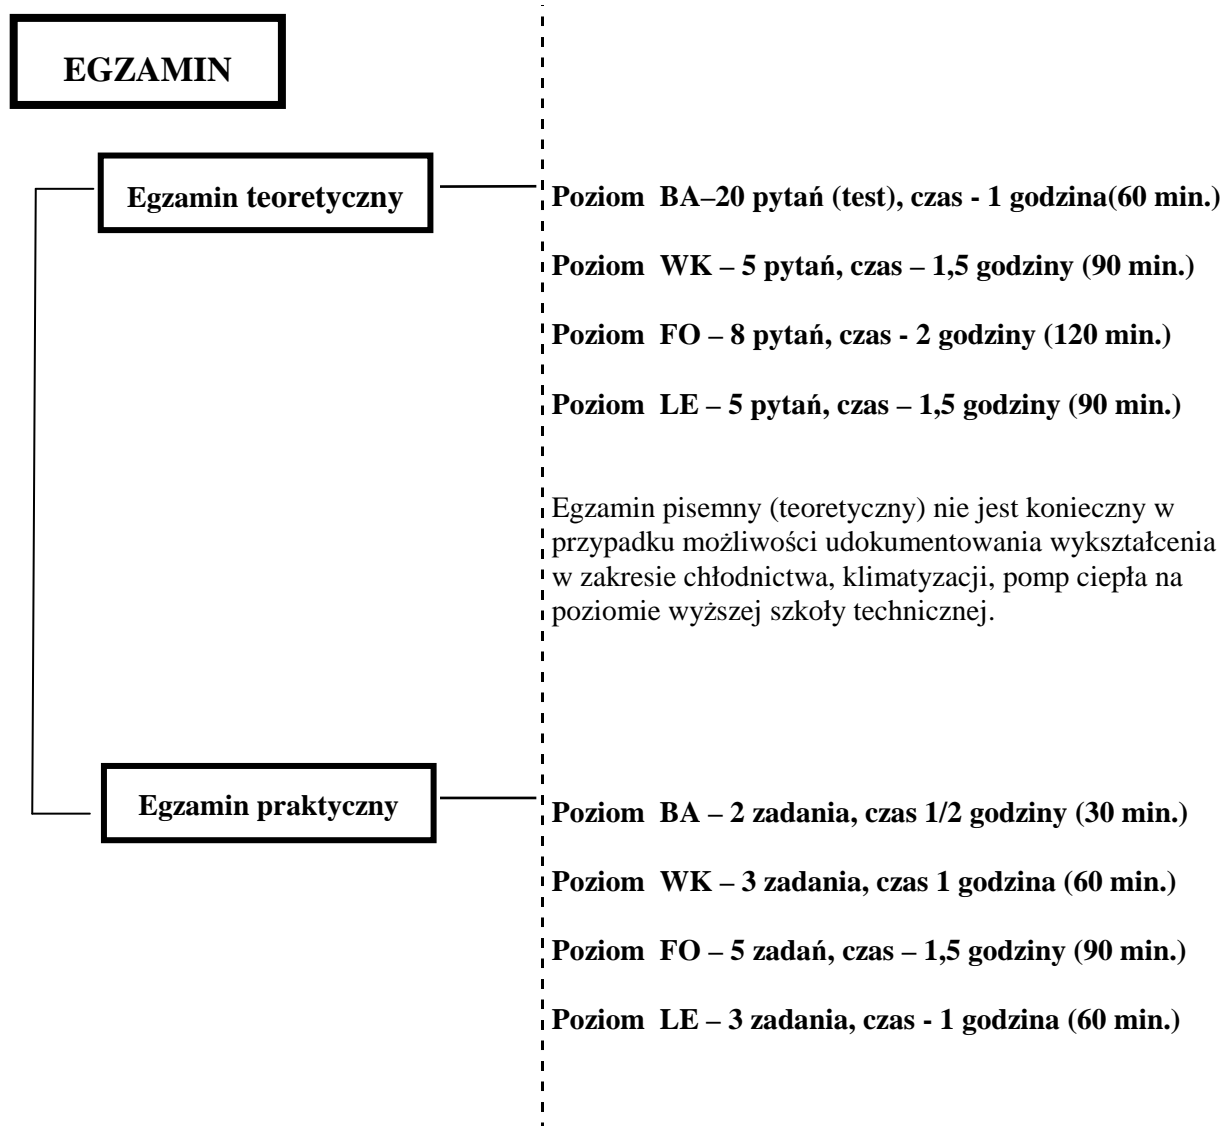 EGZAMIN
Egzamin teoretyczny
Poziom  BA–20 pytań (test), czas - 1 godzina(60 min.)
Poziom  WK – 5 pytań, czas – 1,5 godziny (90 min.)
Poziom  FO – 8 pytań, czas - 2 godziny (120 min.)
Poziom  LE – 5 pytań, czas – 1,5 godziny (90 min.)
Egzamin pisemny (teoretyczny) nie jest konieczny w
przypadku możliwości udokumentowania wykształcenia
w zakresie chłodnictwa, klimatyzacji, pomp ciepła na
poziomie wyższej szkoły technicznej.
Egzamin praktyczny
Poziom  BA – 2 zadania, czas 1/2 godziny (30 min.)
Poziom  WK – 3 zadania, czas 1 godzina (60 min.)
Poziom  FO – 5 zadań, czas – 1,5 godziny (90 min.)
Poziom  LE – 3 zadania, czas - 1 godzina (60 min.)